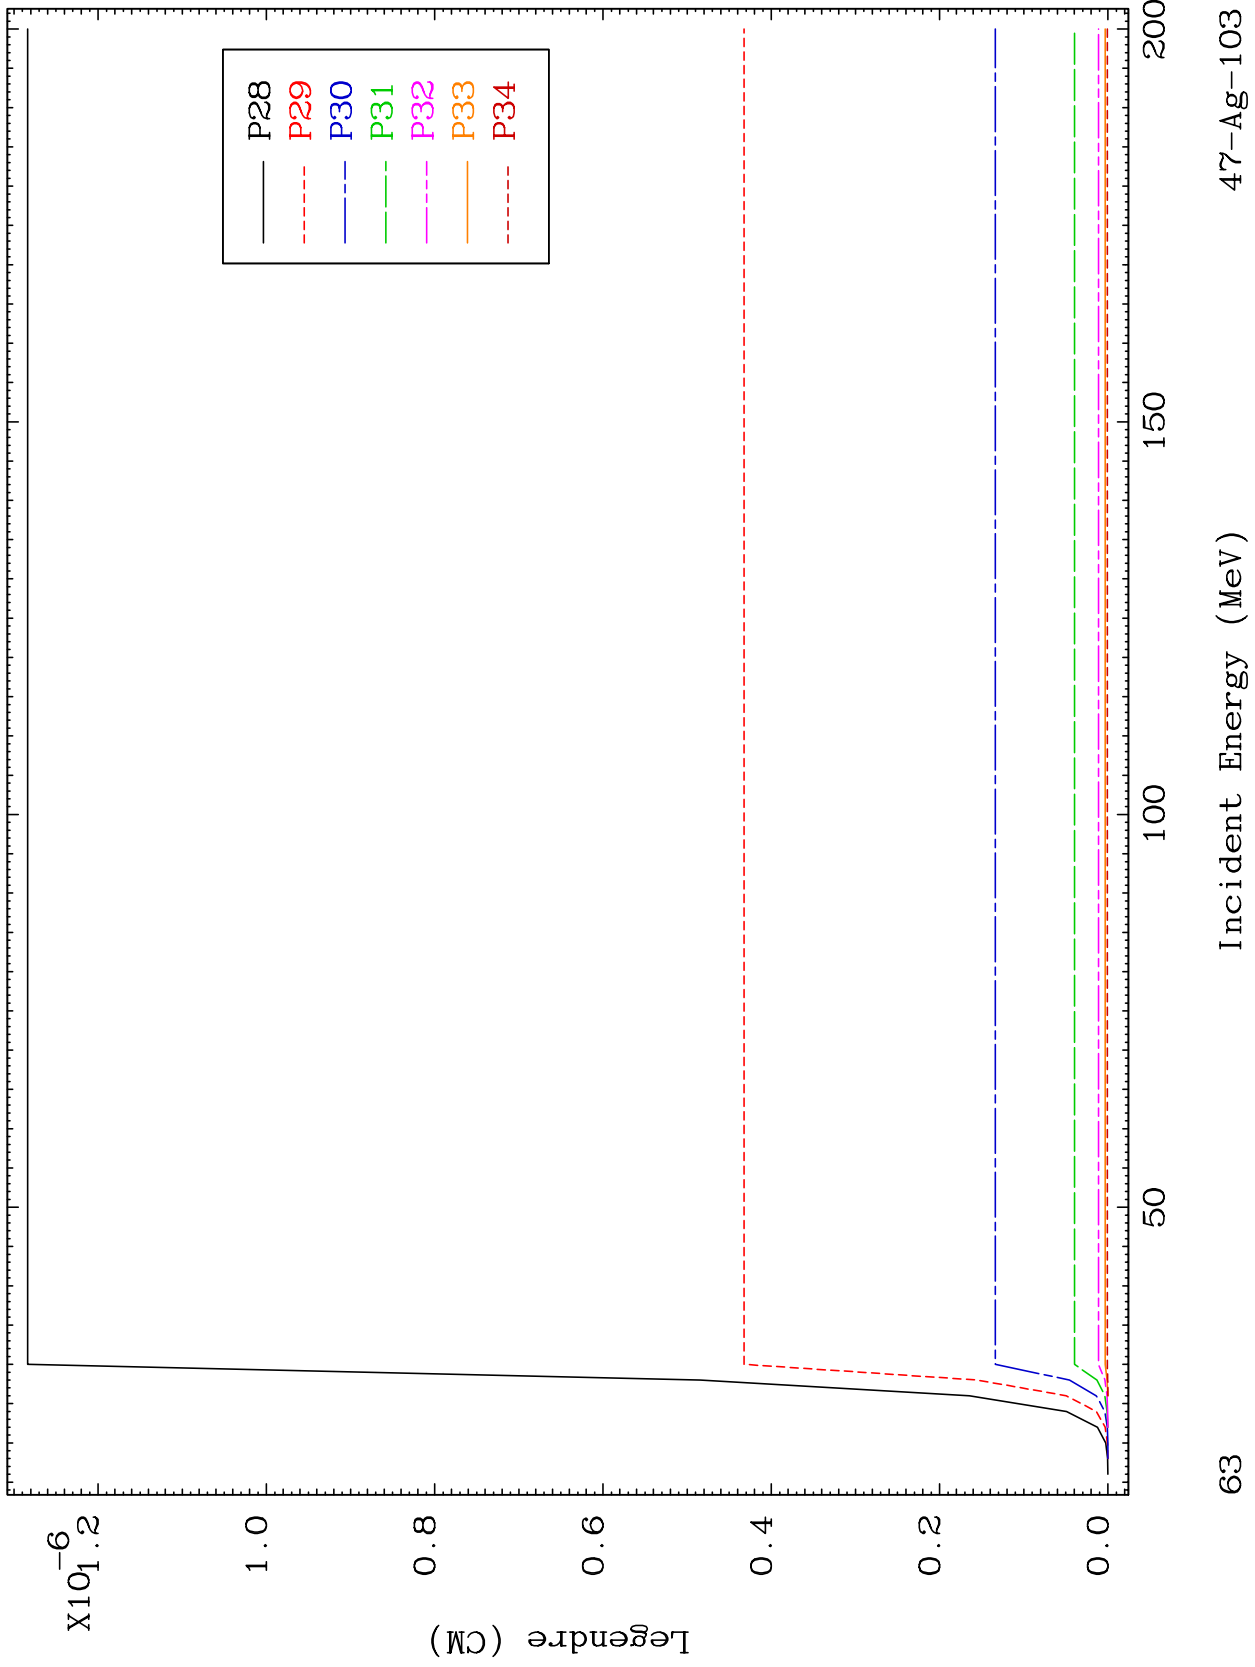 X10-6
1.2
1.0
0.8
0.6
0.4
0.2
0.0
Legendre (CM)
P28
P29
P30
P31
P32
P33
P34
50
100
150
200
63
Incident Energy (MeV)
47-Ag-103